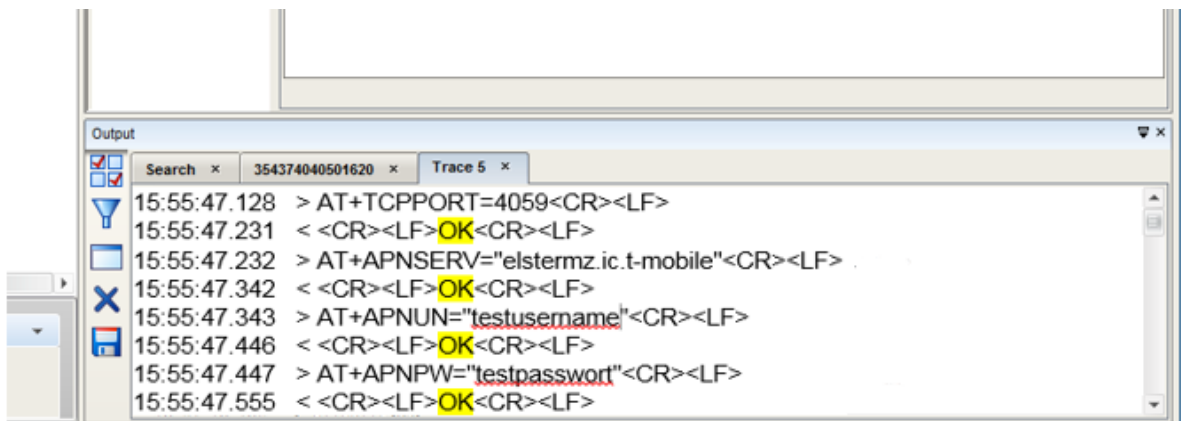 Output
Search × 354374040501620 × Trace 5 ×
15:55:47.128 > AT+TCPPORT=4059<CR><LF>
15:55:47.231 < <CR><LF>OK<CR><LF>
15:55:47.232 > AT+APNSERV="elstermz.ic.t-mobile"<CR><LF>
15:55:47.342 < <CR><LF>OK<CR><LF>
15:55:47.343 > AT+APNUN="testusername"<CR><LF>
15:55:47.446 < <CR><LF>OK<CR><LF>
15:55:47.447 > AT+APNPW="testpasswort"<CR><LF>
15:55:47.555 < <CR><LF>OK<CR><LF>